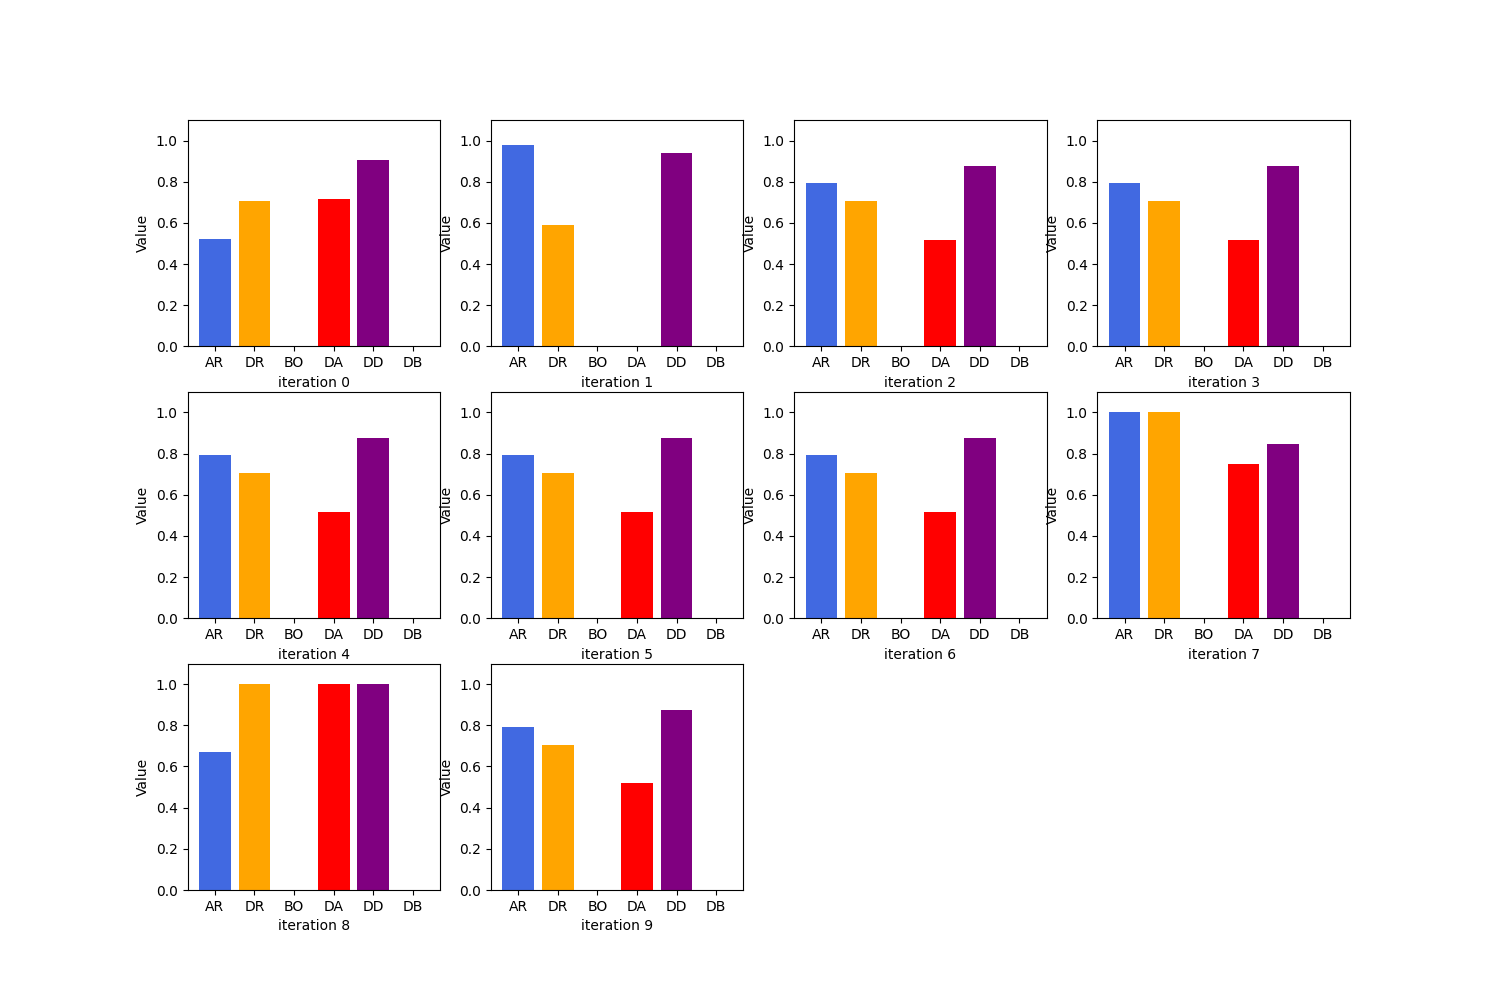 1.0 1.0 1.0 1.0
0.8 0.8 0.8 0.8
0.6 0.6 0.6 0.6
Value Value Value Value
0.4 0.4 0.4 0.4
0.2 0.2 0.2 0.2
0.0 0.0 0.0 0.0
AR DR BO DA DD DB AR DR BO DA DD DB AR DR BO DA DD DB AR DR BO DA DD DB
iteration 0 iteration 1 iteration 2 iteration 3
1.0 1.0 1.0 1.0
0.8 0.8 0.8 0.8
0.6 0.6 0.6 0.6
Value Value Value Value
0.4 0.4 0.4 0.4
0.2 0.2 0.2 0.2
0.0 0.0 0.0 0.0
AR DR BO DA DD DB AR DR BO DA DD DB AR DR BO DA DD DB AR DR BO DA DD DB
iteration 4 iteration 5 iteration 6 iteration 7
1.0 1.0
0.8 0.8
0.6 0.6
Value Value
0.4 0.4
0.2 0.2
0.0 0.0
AR DR BO DA DD DB AR DR BO DA DD DB
iteration 8 iteration 9